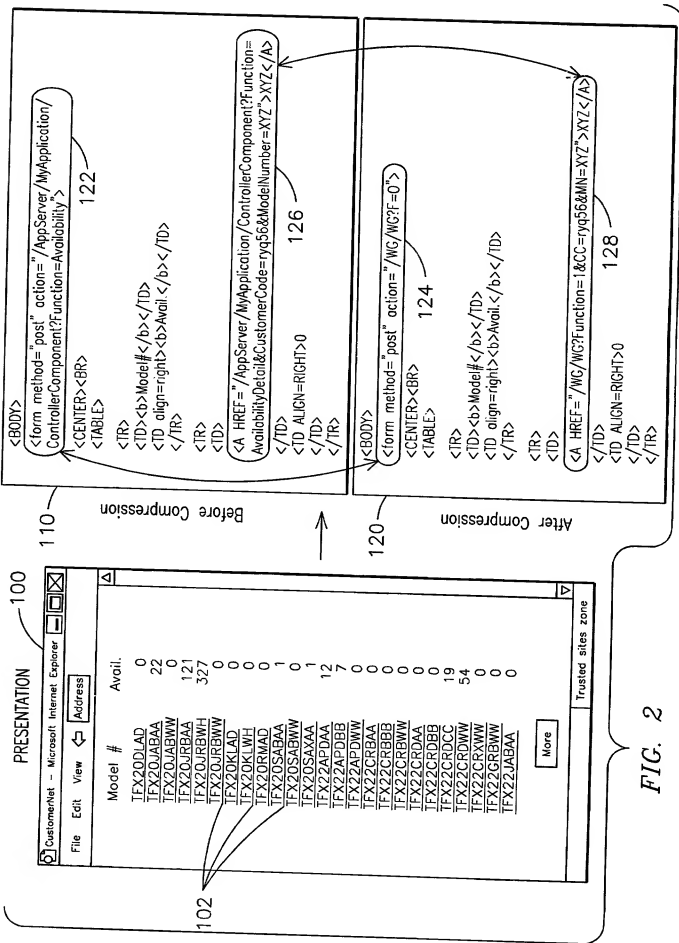 PRESENTATION
100
CustomerNet - Microsoft Internet Explorer
File Edit View Address
Model # Avail.
TFX20DLAD 0
TFX20JABAA 22
TFX20JABWW 0
TFX20JRBAA 121
TFX20JRBWH 327
TFX20JRBWW 0
TFX20KLAD 0
TFX20KLWH 0
TFX20RMAD 0
TFX20SABAA 1
TFX20SABWW 0
TFX20SAXAA 1
TFX22APDAA 12
TFX22APDBB 7
TFX22APDWW 0
TFX22CRBAA 0
TFX22CRBBB 0
TFX22CRBWW 0
TFX22CRDAA 0
TFX22CRDBB 0
TFX22CRDCC 19
TFX22CRDWW 54
TFX22CRXWW 0
TFX22GRBWW 0
TFX22JABAA 0
More
Trusted sites zone
102
110
Before Compression
<BODY>
<form method="post" action="/AppServer/MyApplication/
ControllerComponent?Function=Availability">
122
<CENTER><BR>
<TABLE>
<TR>
<TD><b>Model#</b></TD>
<TD align=right><b>Avail.</b></TD>
</TR>
<TR>
<TD>
<A HREF="/AppServer/MyApplication/ControllerComponent?Function=
AvailabilityDetail&CustomerCode=ryq56&ModelNumber=XYZ">XYZ</A>
126
</TD>
<TD ALIGN=RIGHT>0
</TD>
</TR>
120
After Compression
<BODY>
<form method="post" action="/WG/WG?F=0">
124
<CENTER><BR>
<TABLE>
<TR>
<TD><b>Model#</b></TD>
<TD align=right><b>Avail.</b></TD>
</TR>
<TR>
<TD>
<A HREF="/WG/WG?Function=1&CC=ryq56&MN=XYZ">XYZ</A>
128
</TD>
<TD ALIGN=RIGHT>0
</TD>
</TR>
FIG. 2